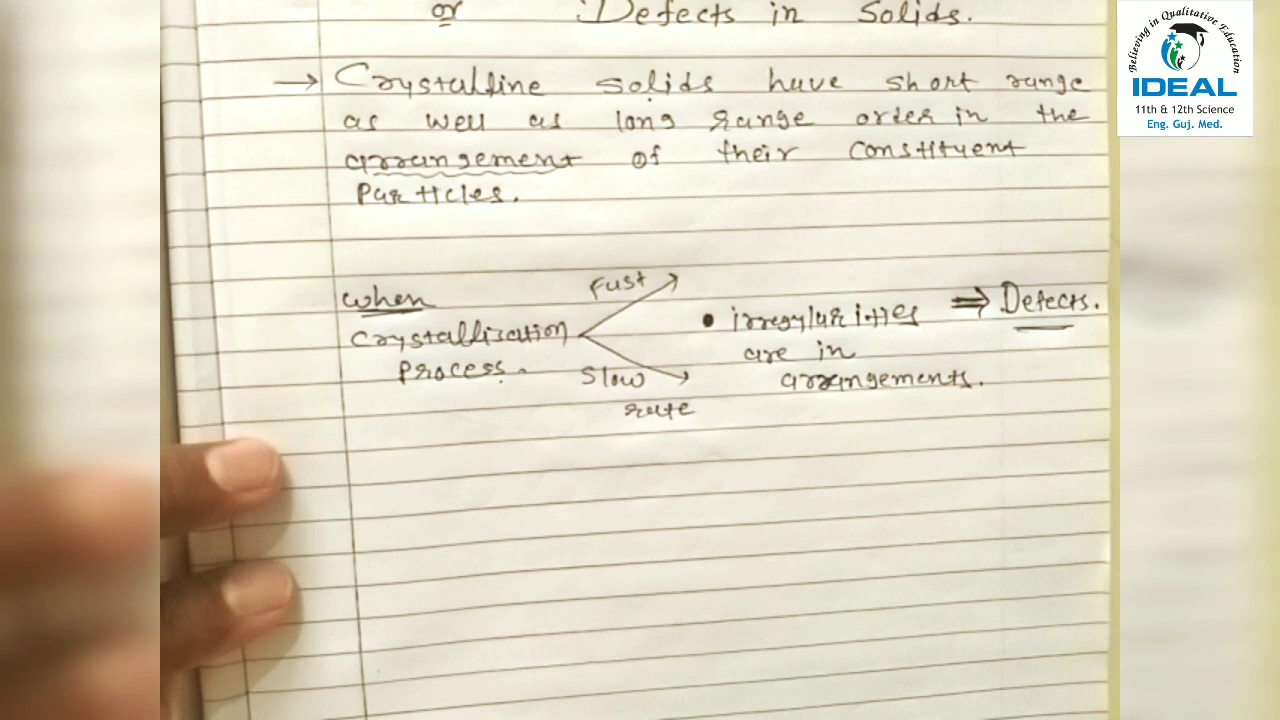 or Defects in Solids.
→ Crystalline solids have short range
as well as long range order in the
arrangement of their constituent
Particles.
when
Crystallization
process.
fast
Slow
rate
• irregularities ⇒ Defects.
are in
arrangements.
Believing in Qualitative Education
IDEAL
11th & 12th Science
Eng. Guj. Med.